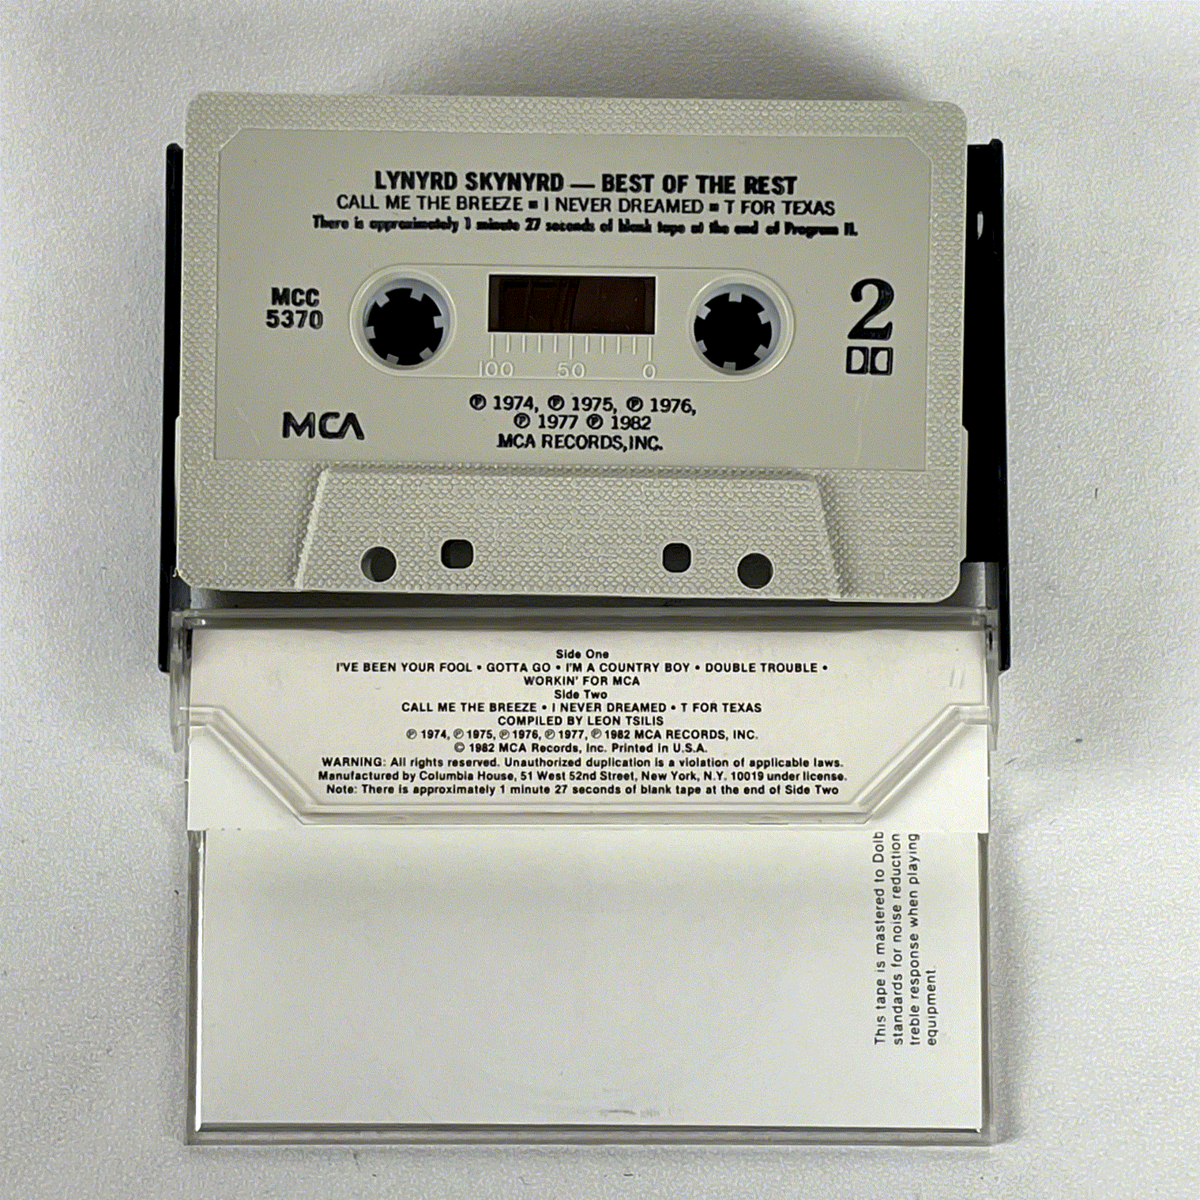 LYNYRD SKYNYRD — BEST OF THE REST
CALL ME THE BREEZE ▪ I NEVER DREAMED ▪ T FOR TEXAS
There is approximately 1 minute 27 seconds of blank tape at the end of Program II.
MCC
5370
2
100 50 0
MCA
℗ 1974, ℗ 1975, ℗ 1976,
℗ 1977 ℗ 1982
MCA RECORDS, INC.
Side One
I'VE BEEN YOUR FOOL • GOTTA GO • I'M A COUNTRY BOY • DOUBLE TROUBLE •
WORKIN' FOR MCA
Side Two
CALL ME THE BREEZE • I NEVER DREAMED • T FOR TEXAS
COMPILED BY LEON TSILIS
℗ 1974, ℗ 1975, ℗ 1976, ℗ 1977, ℗ 1982 MCA RECORDS, INC.
© 1982 MCA Records, Inc. Printed in U.S.A.
WARNING: All rights reserved. Unauthorized duplication is a violation of applicable laws.
Manufactured by Columbia House, 51 West 52nd Street, New York, N.Y. 10019 under license.
Note: There is approximately 1 minute 27 seconds of blank tape at the end of Side Two
This tape is mastered to Dolb
standards for noise reduction
treble response when playing
equipment.